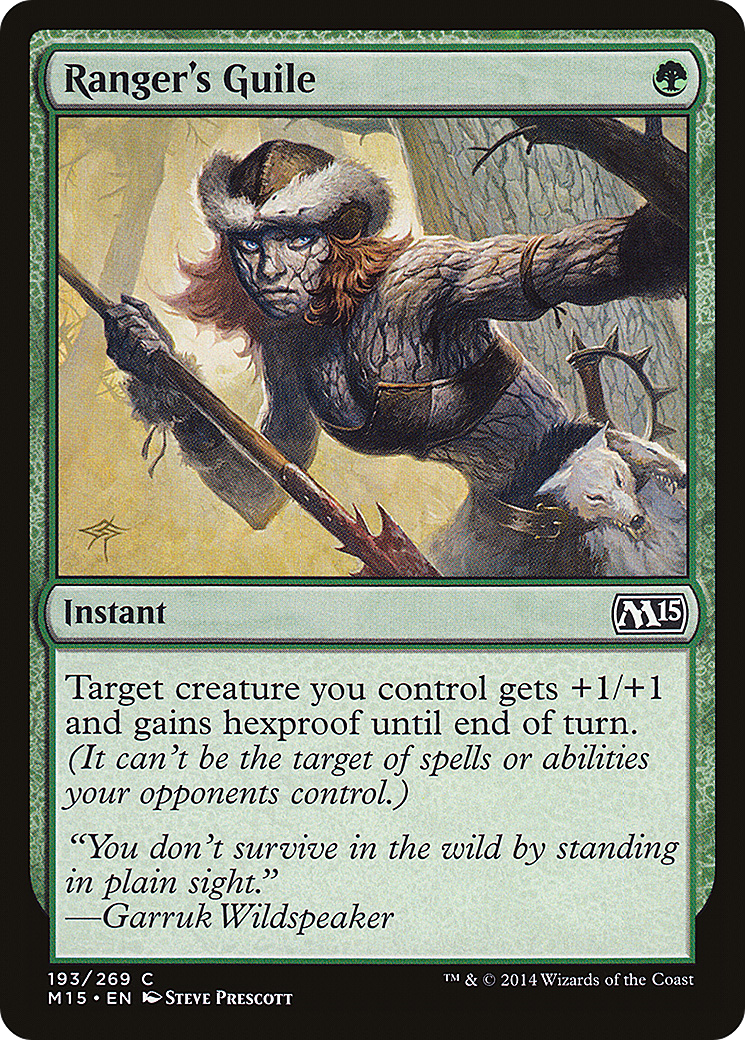 Ranger's Guile
Instant
M15
Target creature you control gets +1/+1
and gains hexproof until end of turn.
(It can't be the target of spells or abilities
your opponents control.)
“You don't survive in the wild by standing
in plain sight.”
—Garruk Wildspeaker
193/269 C
™ & © 2014 Wizards of the Coast
M15 • EN Steve Prescott